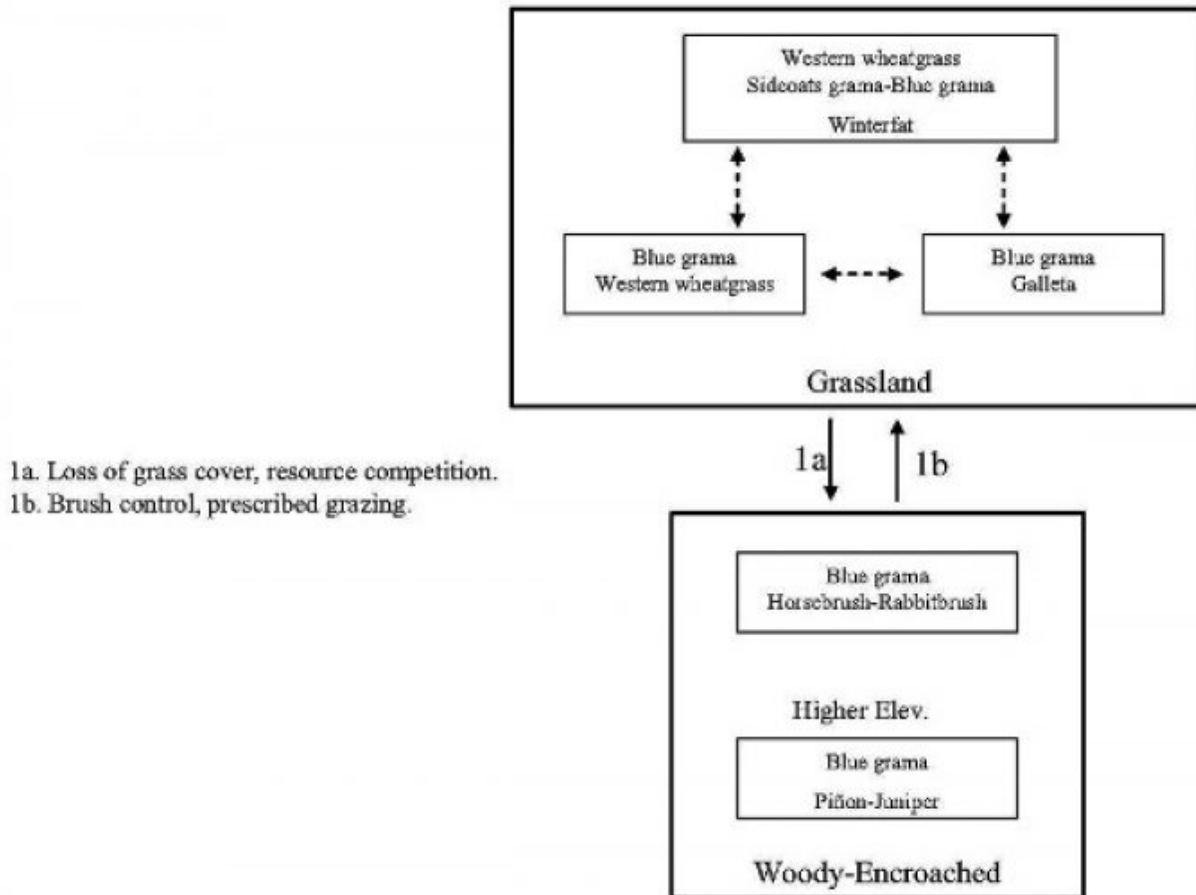 Western wheatgrass
Sideoats grama-Blue grama
Winterfat
Blue grama
Western wheatgrass
Blue grama
Galleta
Grassland
1a. Loss of grass cover, resource competition.
1b. Brush control, prescribed grazing.
1a
1b
Blue grama
Horsebrush-Rabbitbrush
Higher Elev.
Blue grama
Piñon-Juniper
Woody-Encroached